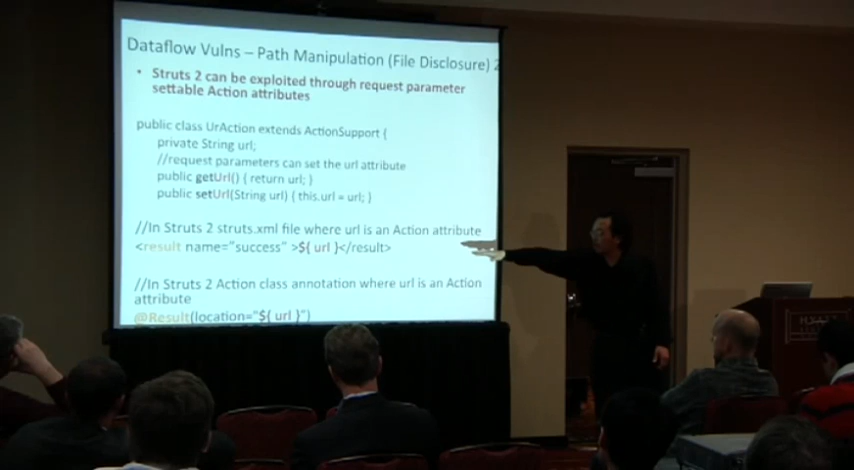 Dataflow Vulns – Path Manipulation (File Disclosure) 2
• Struts 2 can be exploited through request parameter
settable Action attributes
public class UrAction extends ActionSupport {
private String url;
//request parameters can set the url attribute
public getUrl() { return url; }
public setUrl(String url) { this.url = url; }
//In Struts 2 struts.xml file where url is an Action attribute
<result name="success" >${ url }</result>
//In Struts 2 Action class annotation where url is an Action
attribute
@Result(location="${ url }")
HYATT